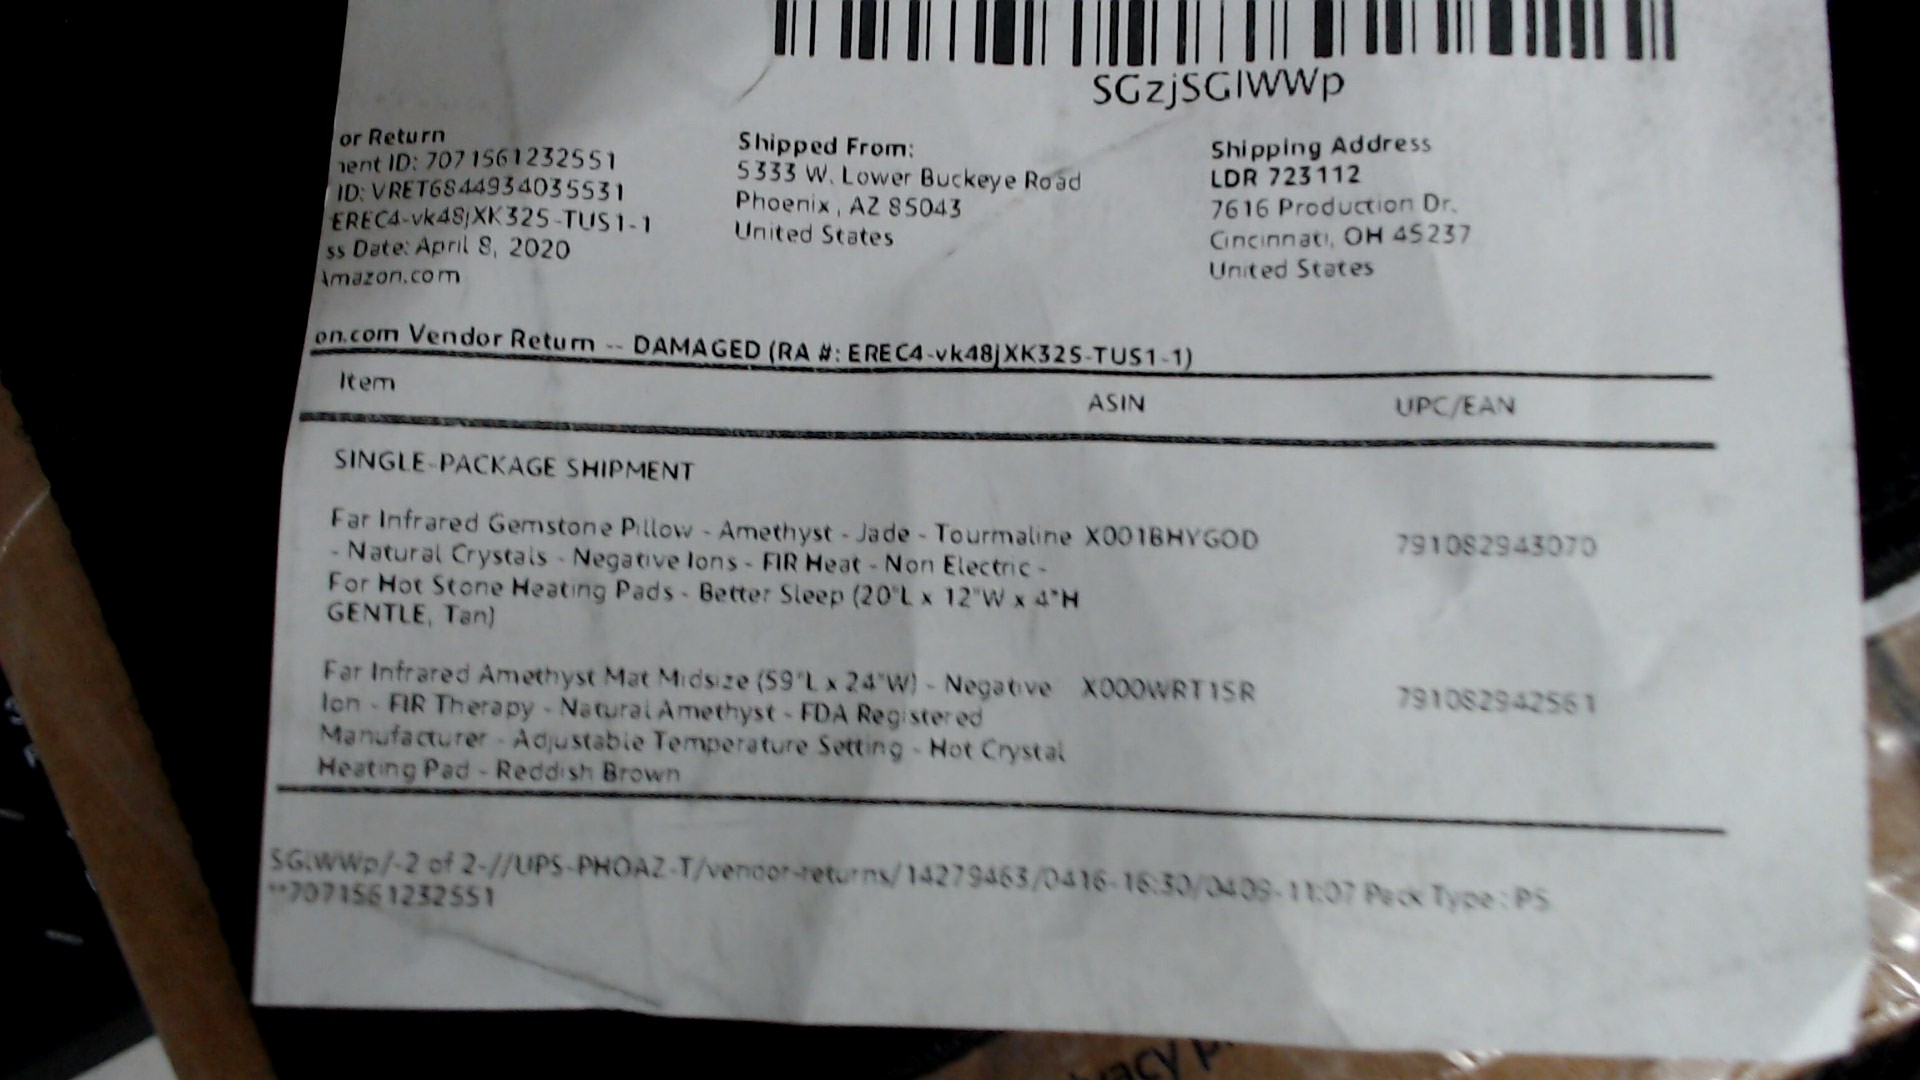 SGzjSGlWWp
or Return
ent ID: 7071561232551
ID: VRET6844934035531
EREC4-vk48jXK32S-TUS1-1
ss Date: April 8, 2020
Amazon.com
Shipped From:
5333 W. Lower Buckeye Road
Phoenix, AZ 85043
United States
Shipping Address
LDR 723112
7616 Production Dr.
Cincinnati, OH 45237
United States
on.com Vendor Return -- DAMAGED (RA #: EREC4-vk48jXK32S-TUS1-1)
Item ASIN UPC/EAN
SINGLE-PACKAGE SHIPMENT
Far Infrared Gemstone Pillow - Amethyst - Jade - Tourmaline X001BHYGOD 791082943070
- Natural Crystals - Negative Ions - FIR Heat - Non Electric -
For Hot Stone Heating Pads - Better Sleep (20"L x 12"W x 4"H
GENTLE, Tan)
Far Infrared Amethyst Mat Midsize (59"L x 24"W) - Negative X000WRT15R 791082942561
Ion - FIR Therapy - Natural Amethyst - FDA Registered
Manufacturer - Adjustable Temperature Setting - Hot Crystal
Heating Pad - Reddish Brown
SGlWWp/-2 of 2-//UPS-PHOAZ-T/vendor-returns/14279463/0416-16:30/0409-11:07 Pack Type: PS
**7071561232551